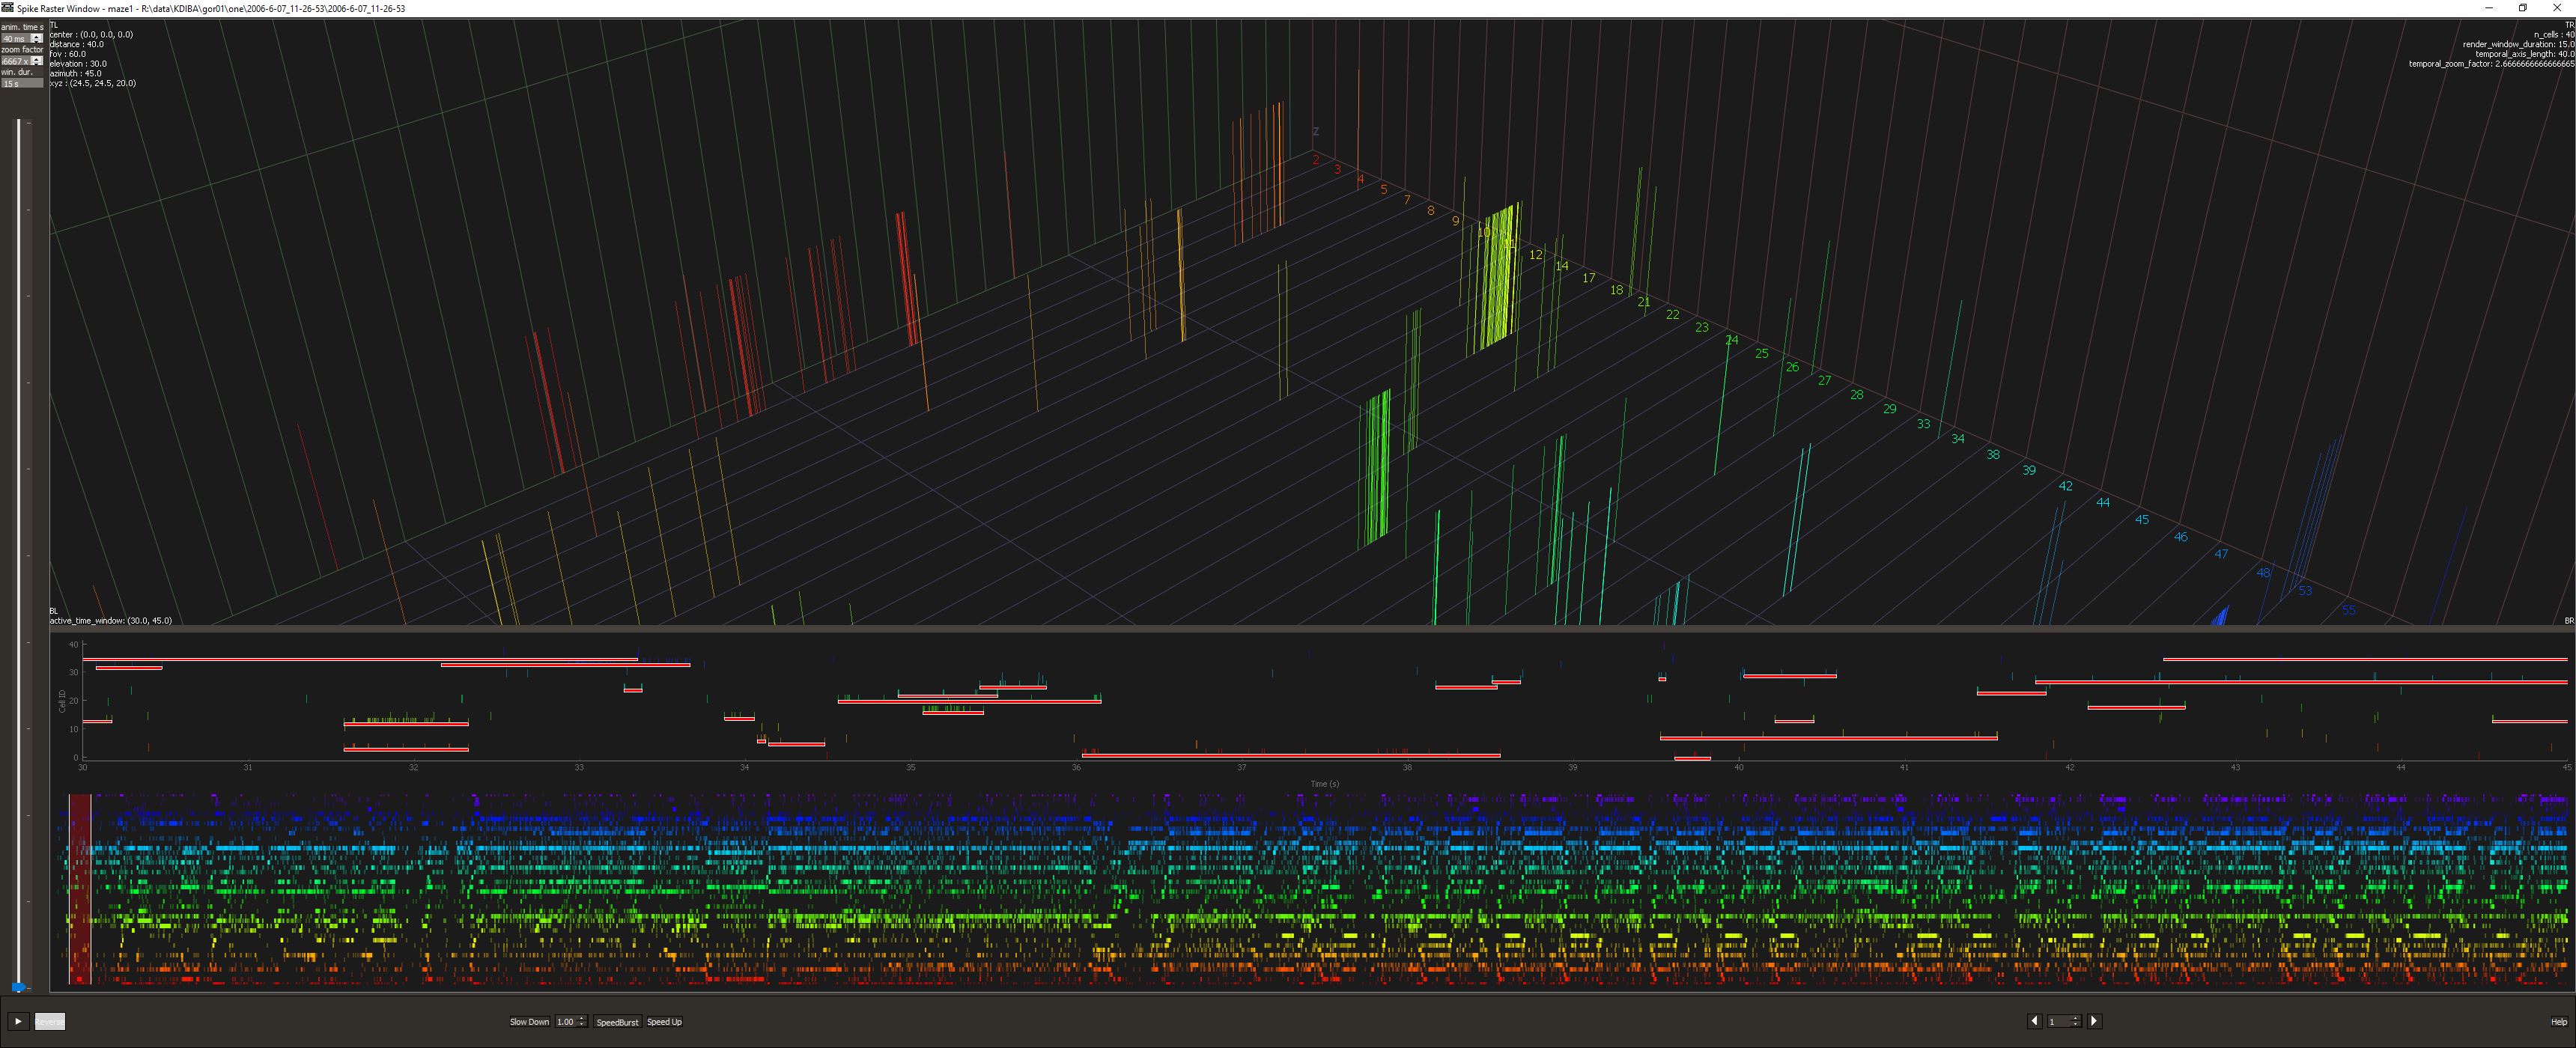 Spike Raster Window - maze1 - R:\data\KDIBA\gor01\one\2006-6-07_11-26-53\2006-6-07_11-26-53
anim. time s
40 ms
zoom factor
6667 x
win. dur.
15 s
TL
center : (0.0, 0.0, 0.0)
distance : 40.0
fov : 60.0
elevation : 30.0
azimuth : 45.0
xyz : (24.5, 24.5, 20.0)
TR
n_cells : 40
render_window_duration: 15.0
temporal_axis_length: 40.0
temporal_zoom_factor: 2.6666666666666665
Z
2
3
4
5
7
8
9
10
11
12
14
17
18
21
22
23
24
25
26
27
28
29
33
34
38
39
42
44
45
46
47
48
53
55
BL
active_time_window: (30.0, 45.0)
BR
40
30
20
10
0
Cell ID
30 31 32 33 34 35 36 37 38 39 40 41 42 43 44 45
Time (s)
Reverse
Slow Down 1.00 SpeedBurst Speed Up
1
Help